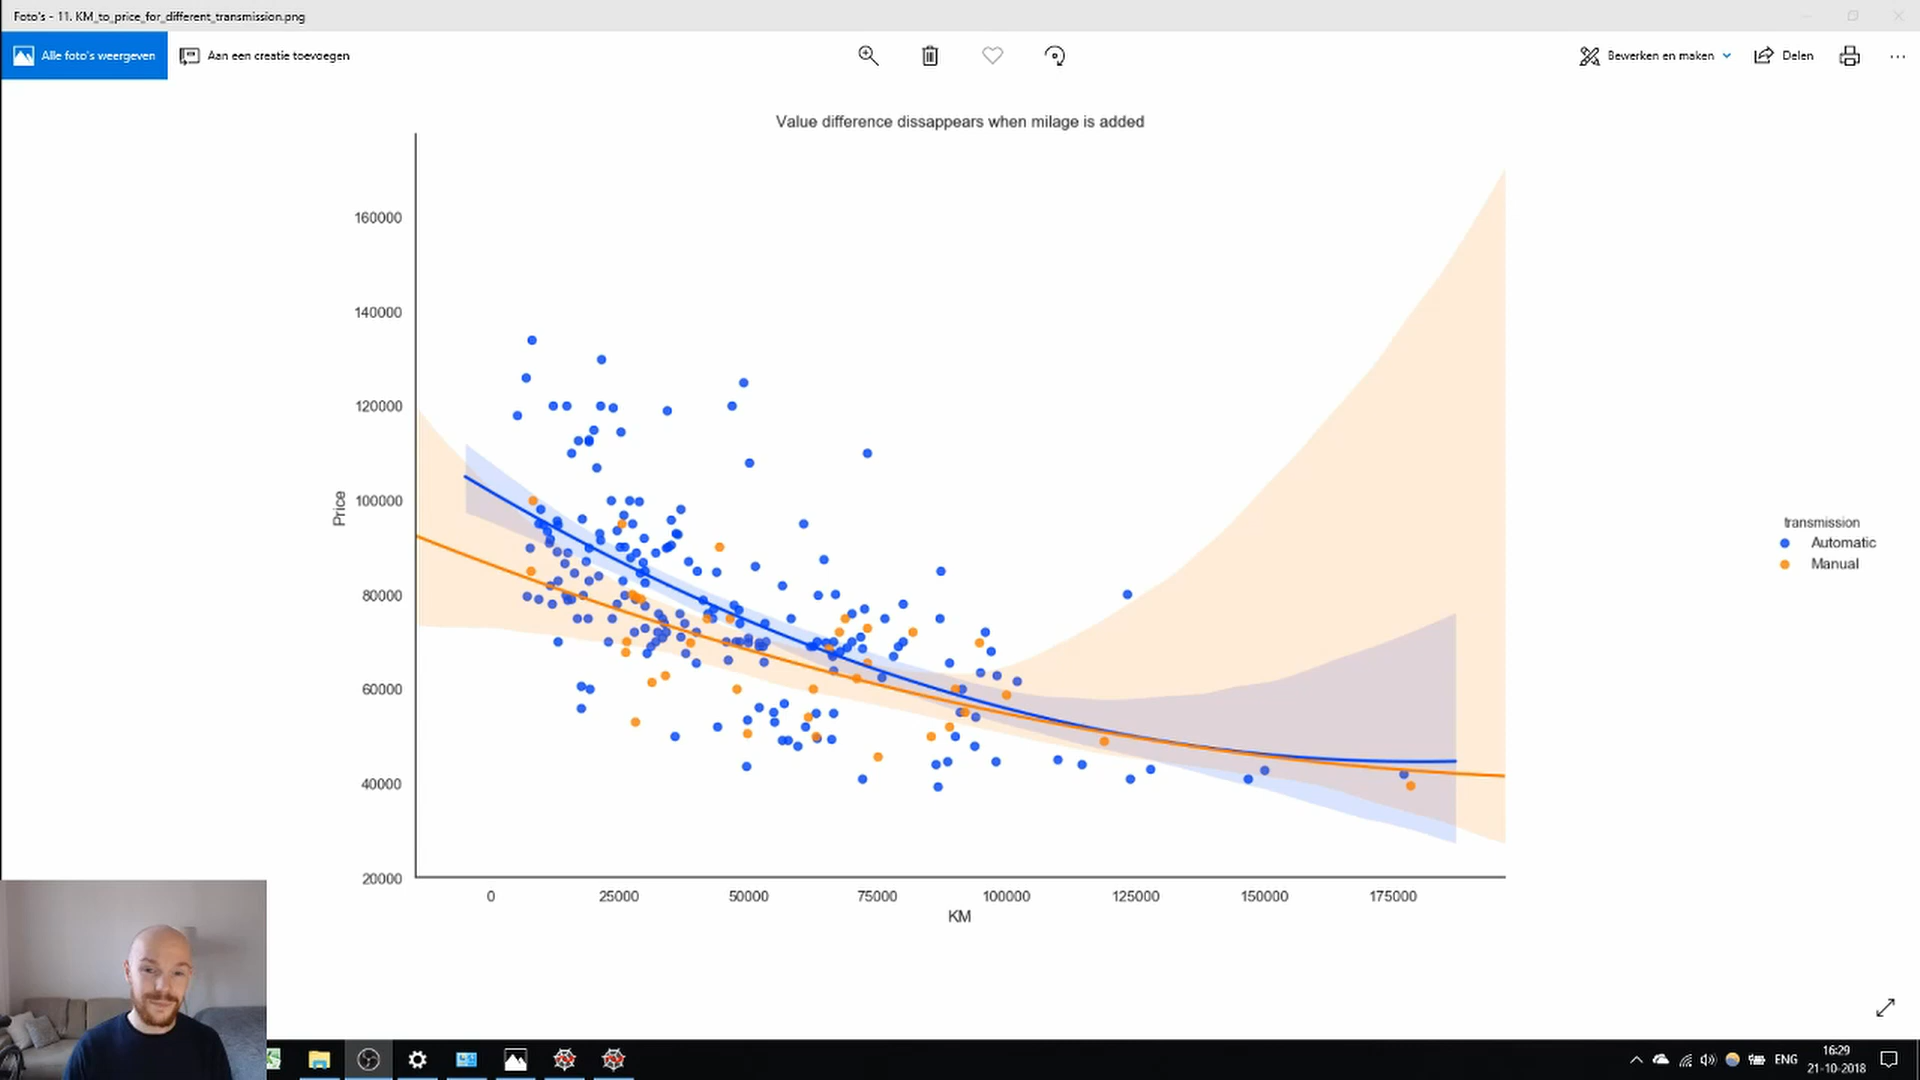 Foto's - 11. KM_to_price_for_different_transmission.png
Alle foto's weergeven
Aan een creatie toevoegen
Bewerken en maken
Delen
Value difference dissappears when milage is added
160000
140000
120000
100000
80000
60000
40000
20000
Price
0 25000 50000 75000 100000 125000 150000 175000
KM
transmission
Automatic
Manual
ENG
16:29
21-10-2018